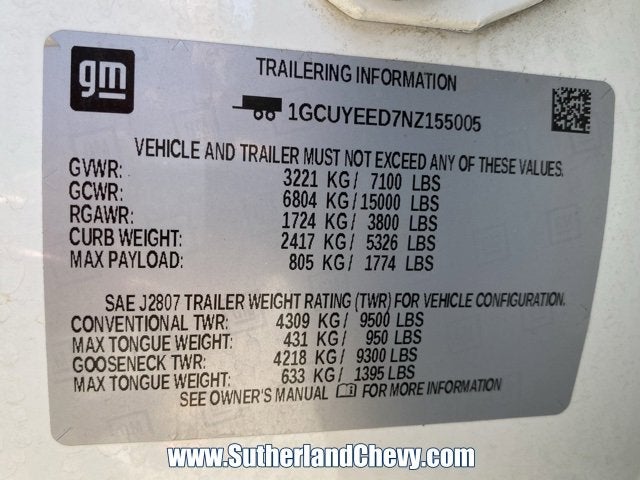 gm
TRAILERING INFORMATION
1GCUYEED7NZ155005
VEHICLE AND TRAILER MUST NOT EXCEED ANY OF THESE VALUES.
GVWR: 3221 KG/ 7100 LBS
GCWR: 6804 KG/15000 LBS
RGAWR: 1724 KG/ 3800 LBS
CURB WEIGHT: 2417 KG/ 5326 LBS
MAX PAYLOAD: 805 KG/ 1774 LBS
SAE J2807 TRAILER WEIGHT RATING (TWR) FOR VEHICLE CONFIGURATION.
CONVENTIONAL TWR: 4309 KG/ 9500 LBS
MAX TONGUE WEIGHT: 431 KG/ 950 LBS
GOOSENECK TWR: 4218 KG/ 9300 LBS
MAX TONGUE WEIGHT: 633 KG/ 1395 LBS
SEE OWNER'S MANUAL FOR MORE INFORMATION
www.SutherlandChevy.com